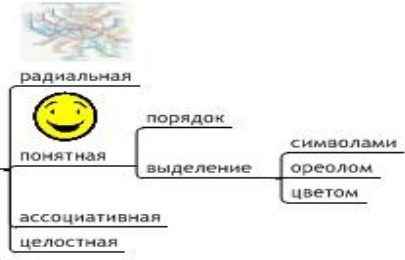 радиальная
понятная
порядок
выделение
символами
ореолом
цветом
ассоциативная
целостная